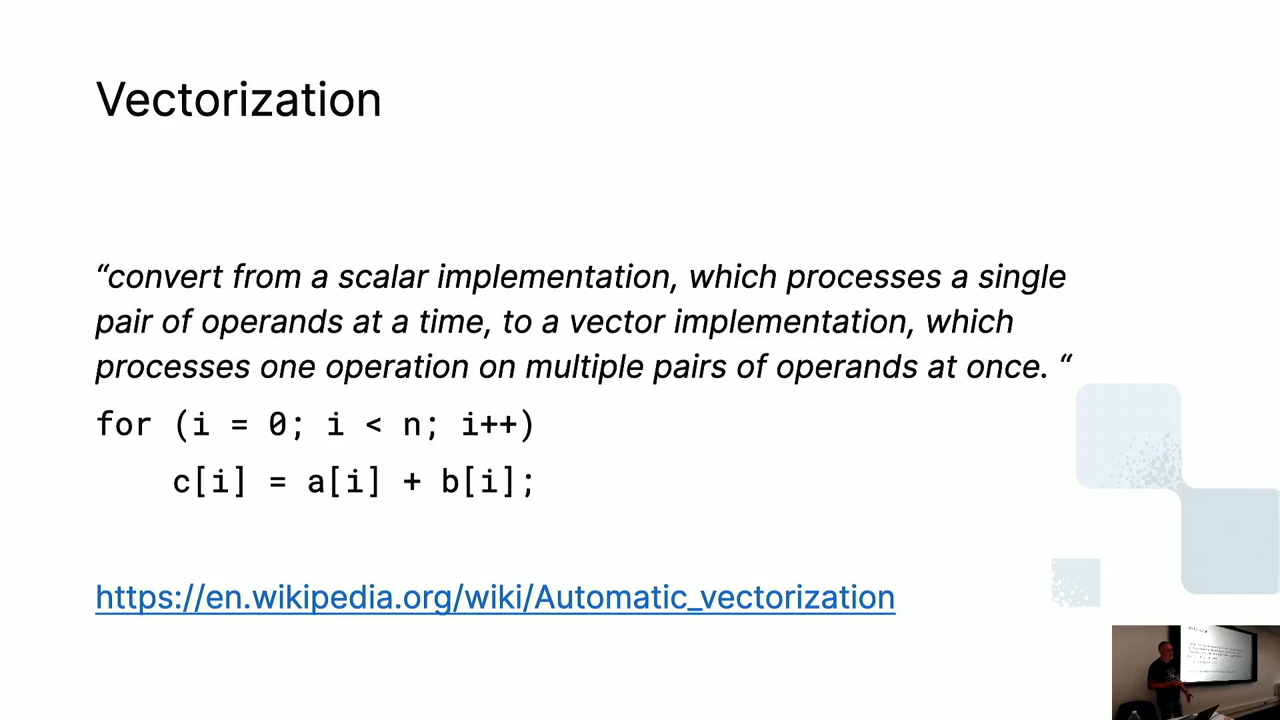 Vectorization
“convert from a scalar implementation, which processes a single
pair of operands at a time, to a vector implementation, which
processes one operation on multiple pairs of operands at once. “
for (i = 0; i < n; i++)
    c[i] = a[i] + b[i];
https://en.wikipedia.org/wiki/Automatic_vectorization